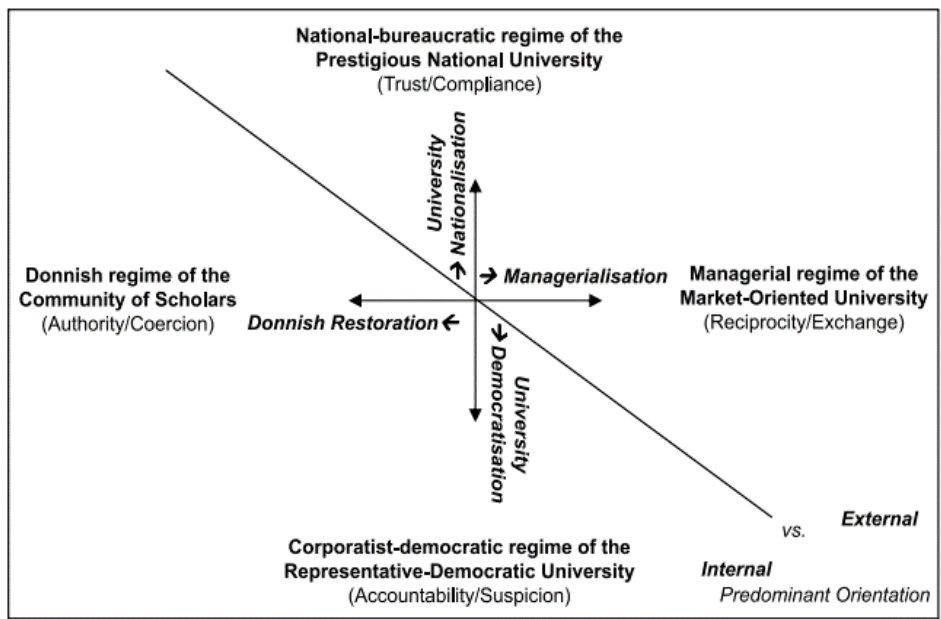 National-bureaucratic regime of the
Prestigious National University
(Trust/Compliance)
University
Nationalisation
Managerialisation
Donnish regime of the
Community of Scholars
(Authority/Coercion)
Managerial regime of the
Market-Oriented University
(Reciprocity/Exchange)
Donnish Restoration
University
Democratisation
Corporatist-democratic regime of the
Representative-Democratic University
(Accountability/Suspicion)
External
vs.
Internal
Predominant Orientation